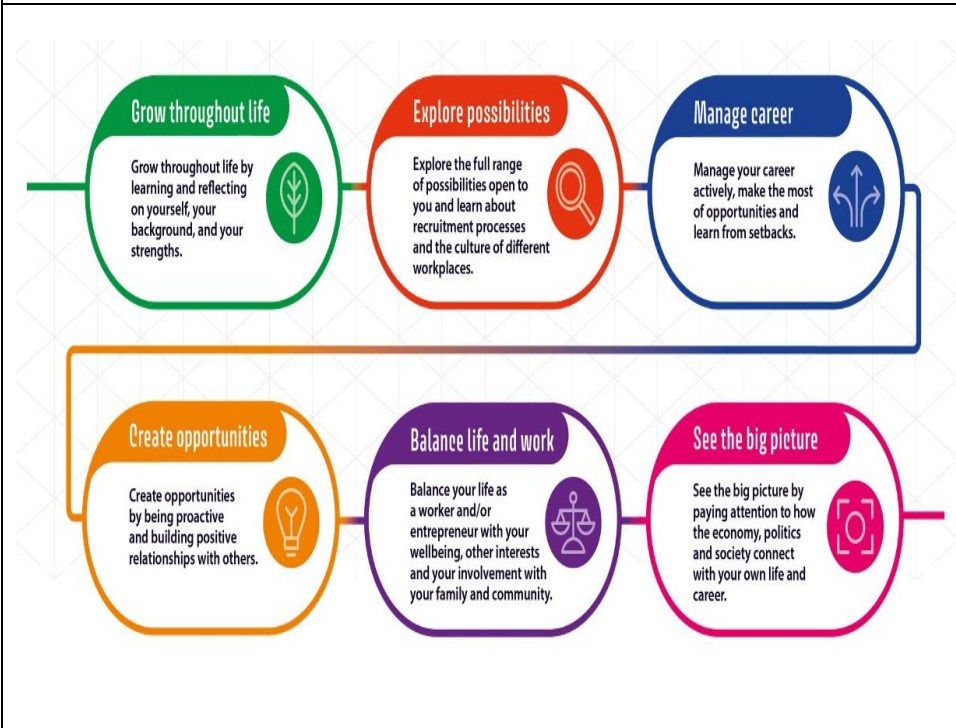 Grow throughout life
Grow throughout life by
learning and reflecting
on yourself, your
background, and your
strengths.
Explore possibilities
Explore the full range
of possibilities open to
you and learn about
recruitment processes
and the culture of different
workplaces.
Manage career
Manage your career
actively, make the most
of opportunities and
learn from setbacks.
Create opportunities
Create opportunities
by being proactive
and building positive
relationships with others.
Balance life and work
Balance your life as
a worker and/or
entrepreneur with your
wellbeing, other interests
and your involvement with
your family and community.
See the big picture
See the big picture by
paying attention to how
the economy, politics
and society connect
with your own life and
career.